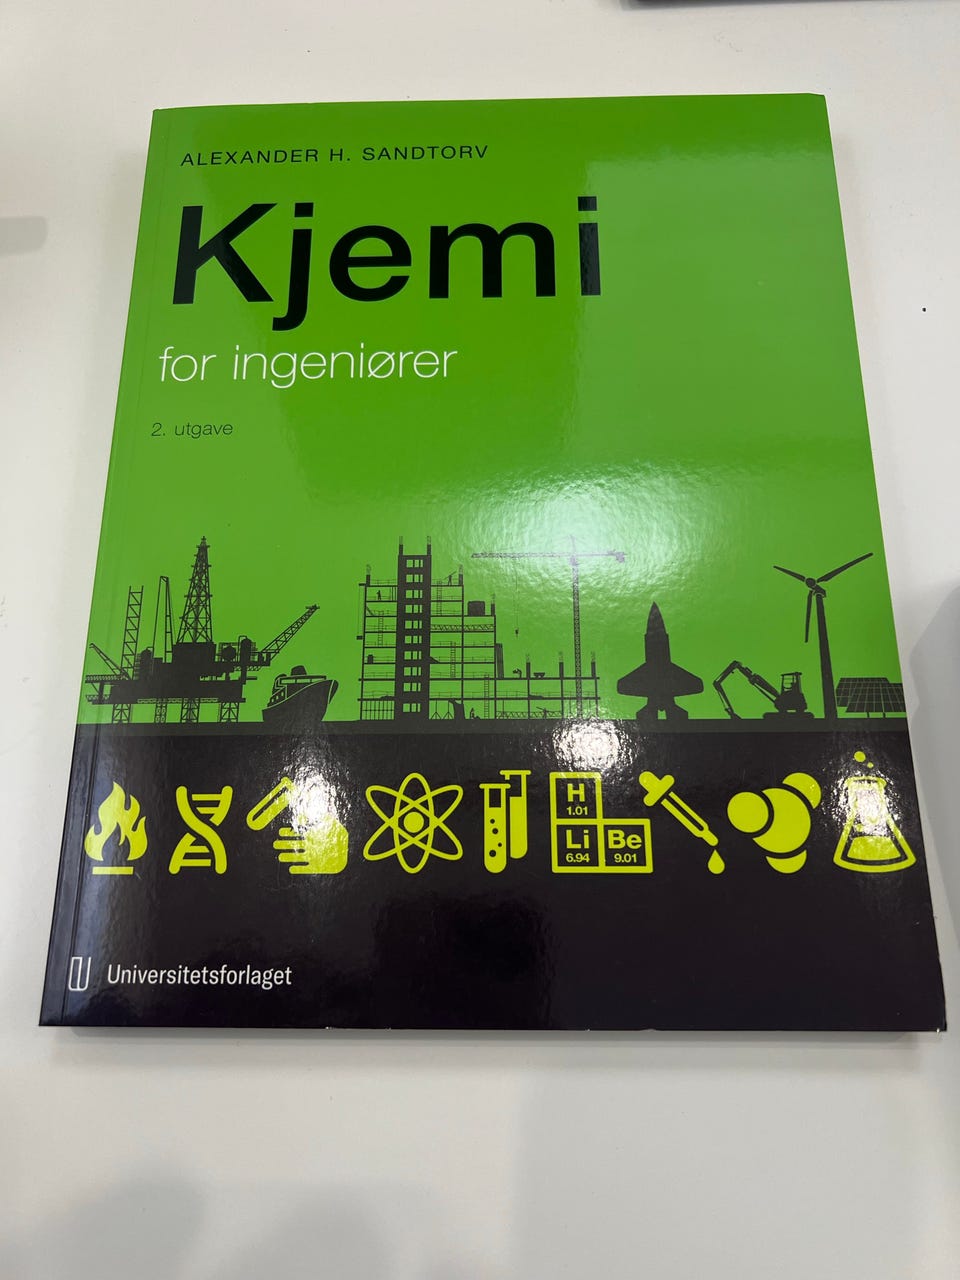 ALEXANDER H. SANDTORV
Kjemi
for ingeniører
2. utgave
H
1.01
Li Be
6.94 9.01
Universitetsforlaget